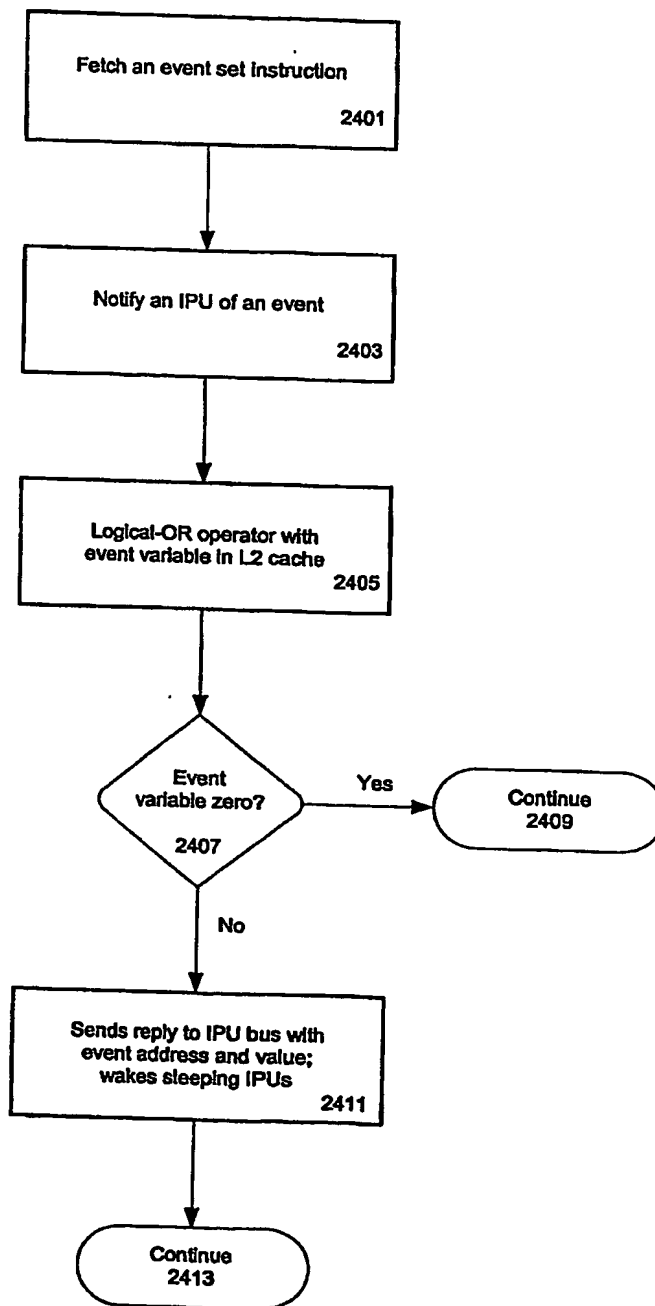 Fetch an event set instruction
2401
Notify an IPU of an event
2403
Logical-OR operator with
event variable in L2 cache
2405
Event
variable zero?
2407
Yes
Continue
2409
No
Sends reply to IPU bus with
event address and value;
wakes sleeping IPUs
2411
Continue
2413